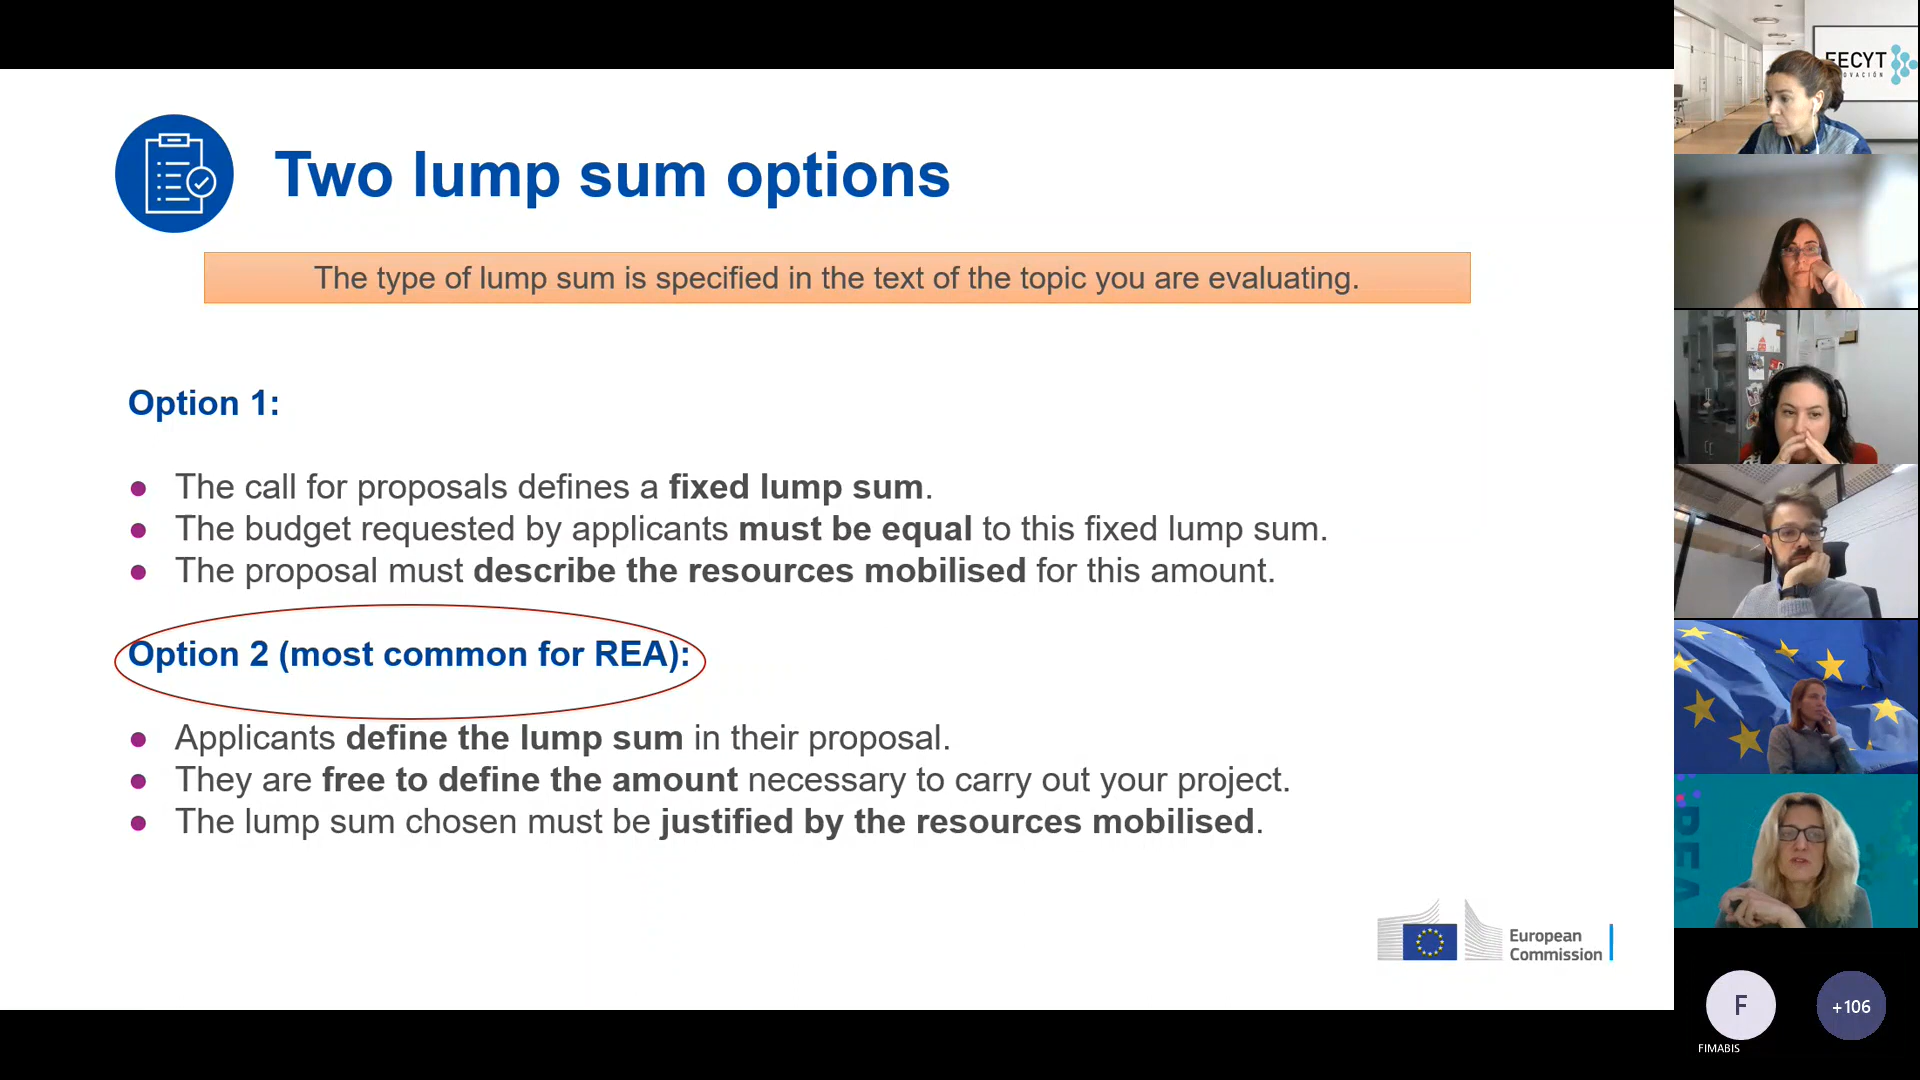 Two lump sum options
The type of lump sum is specified in the text of the topic you are evaluating.
Option 1:
● The call for proposals defines a fixed lump sum.
● The budget requested by applicants must be equal to this fixed lump sum.
● The proposal must describe the resources mobilised for this amount.
Option 2 (most common for REA):
● Applicants define the lump sum in their proposal.
● They are free to define the amount necessary to carry out your project.
● The lump sum chosen must be justified by the resources mobilised.
European
Commission
FECYT
REA
F
+106
FIMABIS